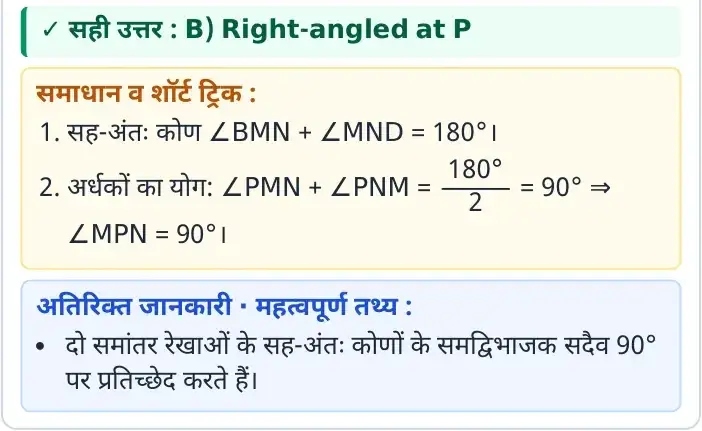 ✓ सही उत्तर : B) Right-angled at P
समाधान व शॉर्ट ट्रिक :
1. सह-अंतः कोण ∠BMN + ∠MND = 180°।
2. अर्धकों का योग: ∠PMN + ∠PNM = 180°/2 = 90° ⇒
∠MPN = 90°।
अतिरिक्त जानकारी · महत्वपूर्ण तथ्य :
• दो समांतर रेखाओं के सह-अंतः कोणों के समद्विभाजक सदैव 90°
पर प्रतिच्छेद करते हैं।